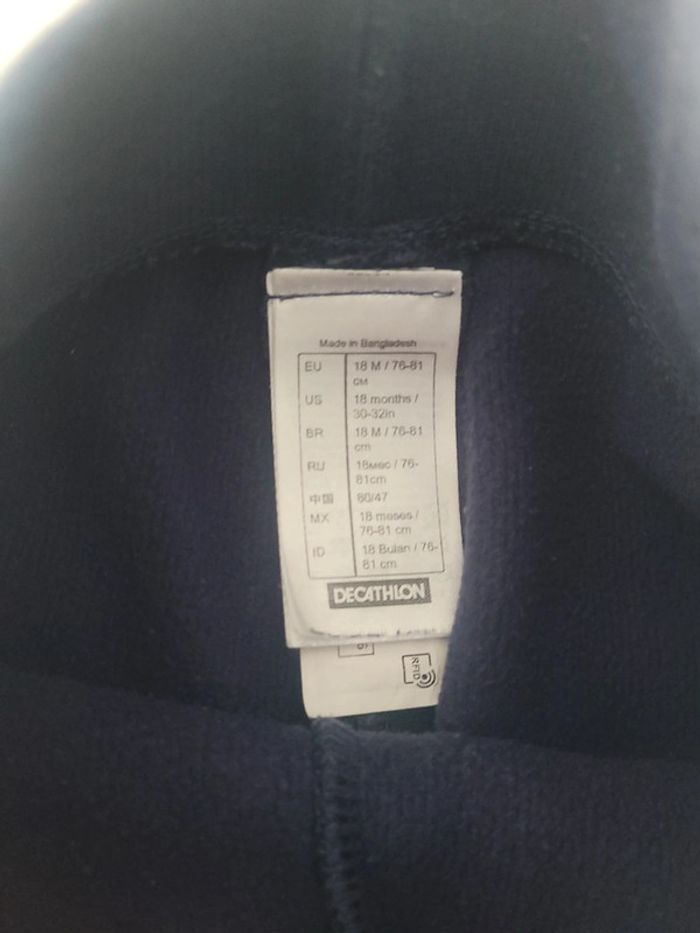 Made in Bangladesh
EU 18 M / 76-81
CM
US 18 months /
30-32in
BR 18 M / 76-81
cm
RU 18мес / 76-
81cm
中国 80/47
MX 18 meses /
76-81 cm
ID 18 Bulan / 76-
81 cm
DECATHLON
RFID